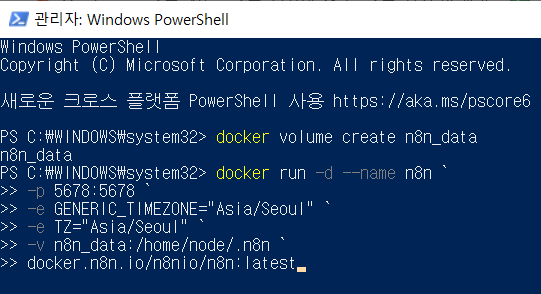 관리자: Windows PowerShell
Windows PowerShell
Copyright (C) Microsoft Corporation. All rights reserved.
새로운 크로스 플랫폼 PowerShell 사용 https://aka.ms/pscore6
PS C:₩WINDOWS₩system32> docker volume create n8n_data
n8n_data
PS C:₩WINDOWS₩system32> docker run -d --name n8n `
>> -p 5678:5678 `
>> -e GENERIC_TIMEZONE="Asia/Seoul" `
>> -e TZ="Asia/Seoul" `
>> -v n8n_data:/home/node/.n8n `
>> docker.n8n.io/n8nio/n8n:latest